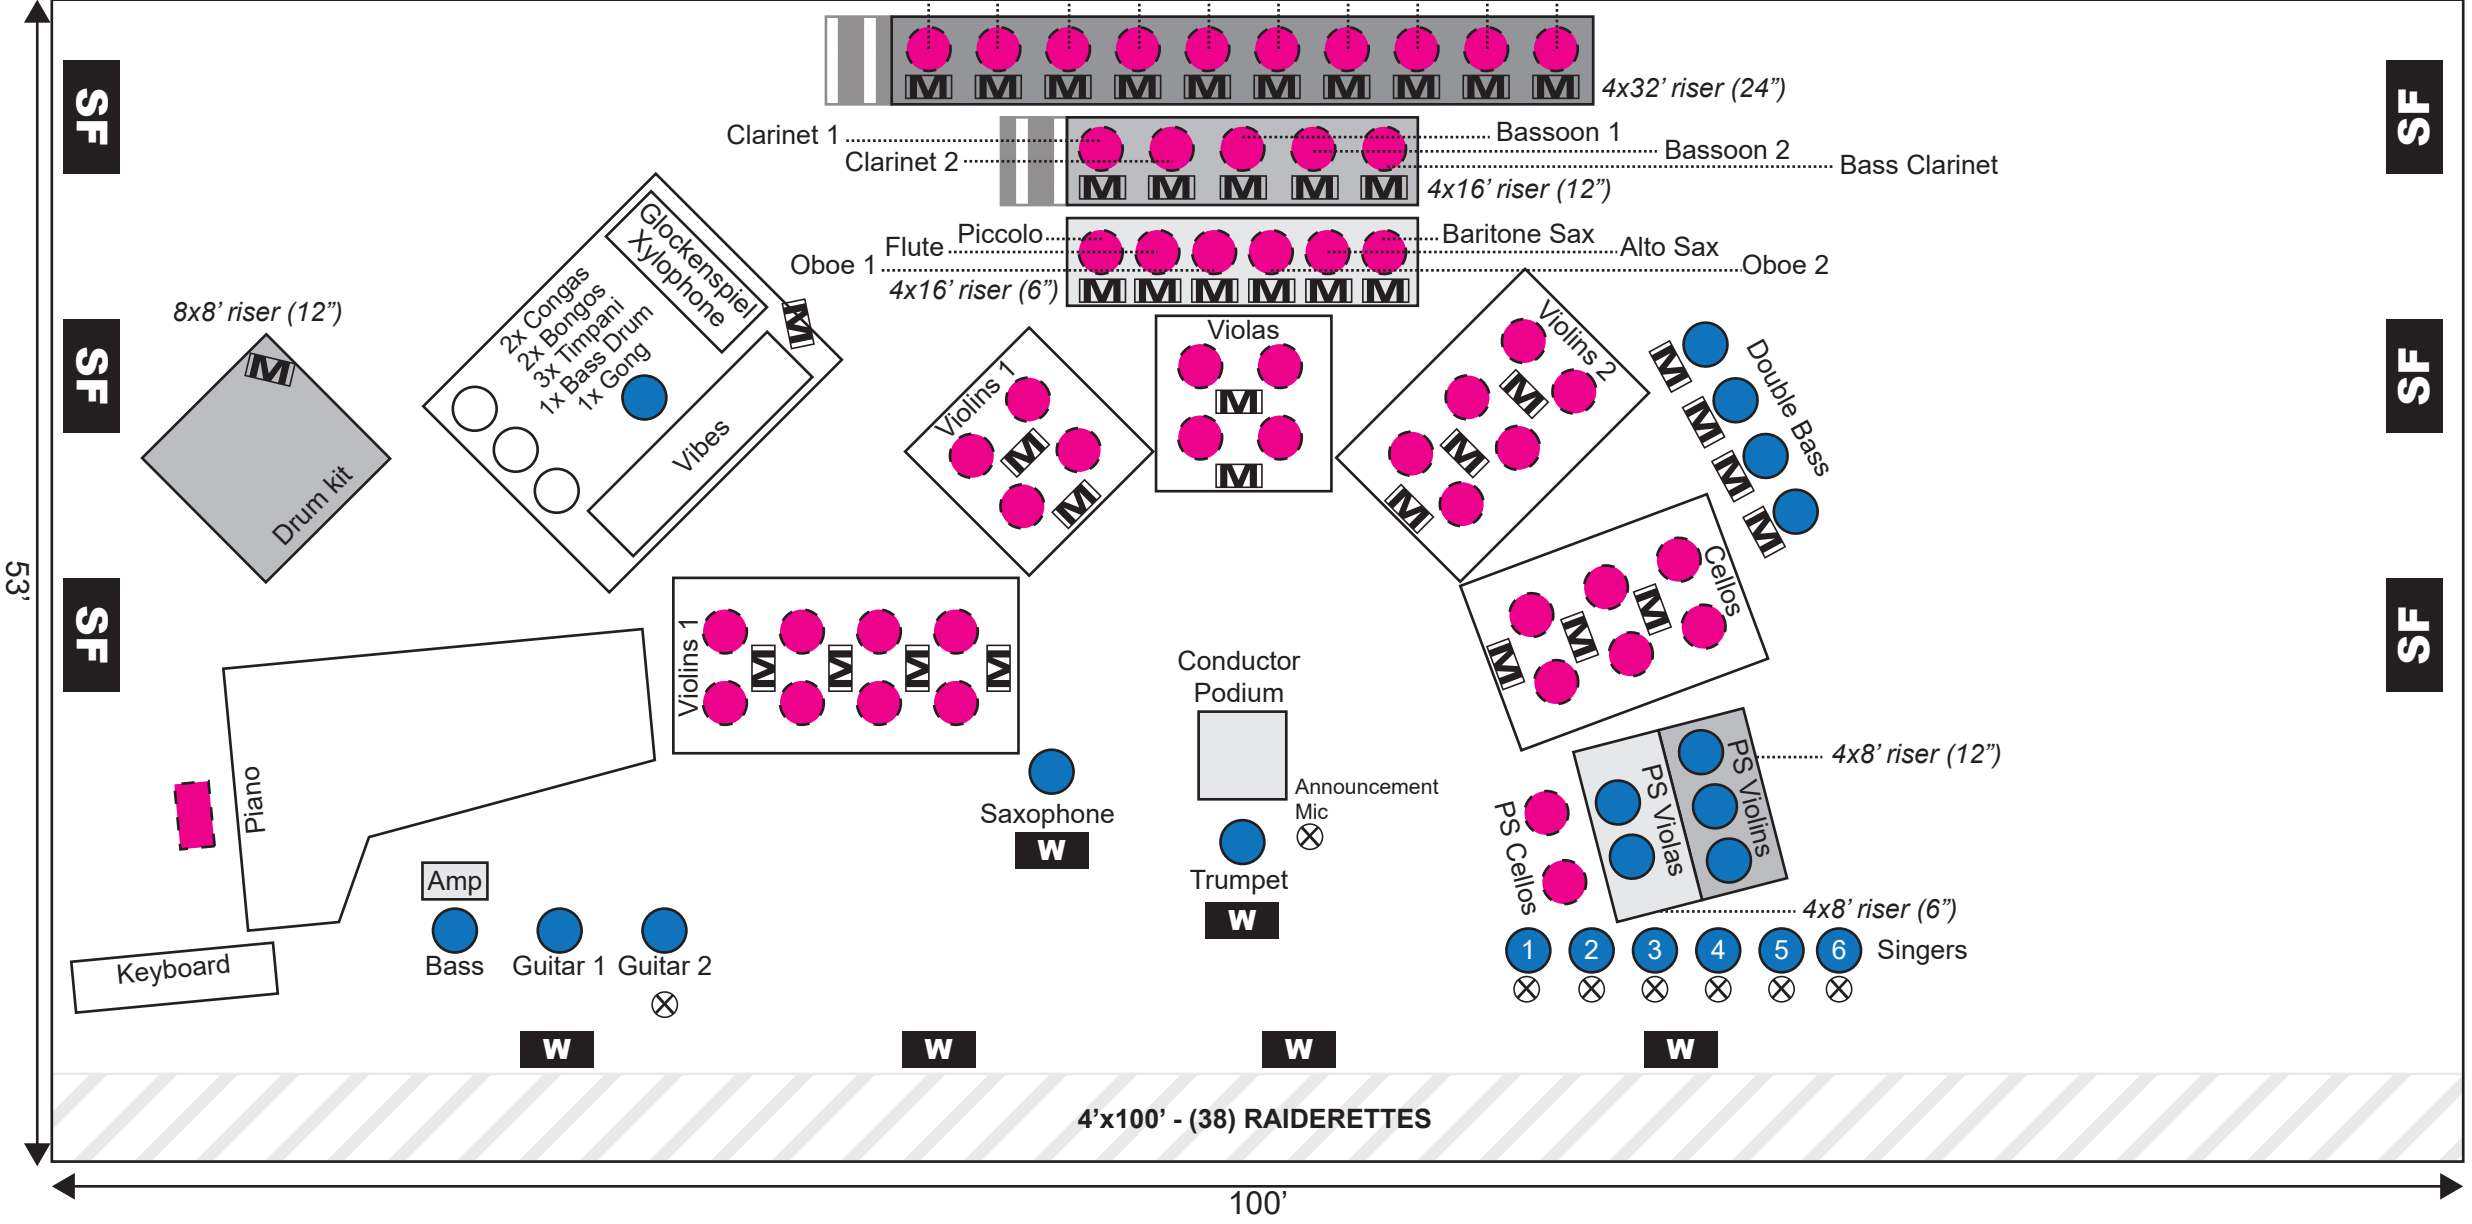 M M M M M M M M M M
4x32’ riser (24”)
SF
SF
Clarinet 1
Clarinet 2
Bassoon 1
Bassoon 2
Bass Clarinet
M M M M M
4x16’ riser (12”)
Piccolo
Flute
Oboe 1
Baritone Sax
Alto Sax
Oboe 2
4x16’ riser (6”)
M M M M M M
Glockenspiel
Xylophone
2x Congas
2x Bongos
3x Timpani
1x Bass Drum
1x Gong
Vibes
M
8x8’ riser (12”)
M
Drum kit
SF
SF
Violins 1
M
M
Violas
M
M
Violins 2
M
M
M
Double Bass
M
M
M
M
Cellos
M
M
M
SF
SF
53’
Violins 1
M M M M
Piano
Conductor
Podium
Announcement
Mic
Saxophone
W
Trumpet
W
PS Cellos
PS Violas
PS Violins
4x8’ riser (12”)
4x8’ riser (6”)
Amp
Bass
Guitar 1
Guitar 2
Keyboard
1 2 3 4 5 6 Singers
W W W W
4’x100’ - (38) RAIDERETTES
100’